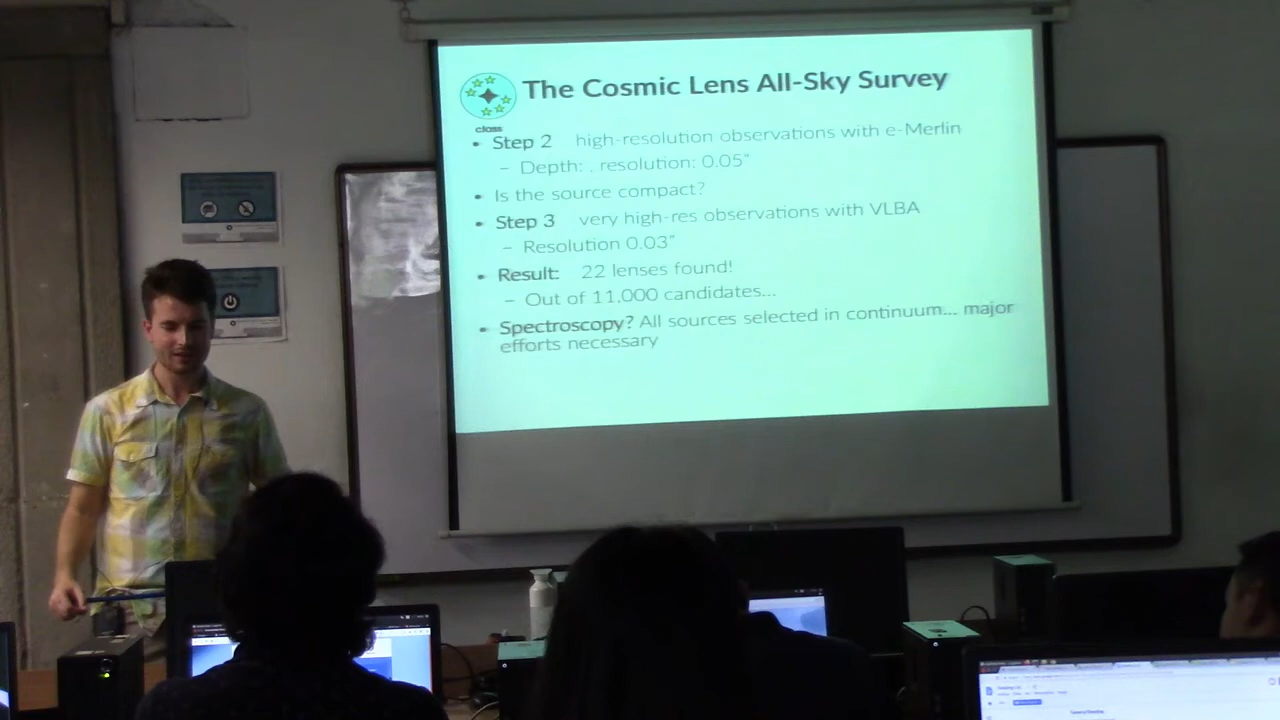 The Cosmic Lens All-Sky Survey
class
• Step 2 high-resolution observations with e-Merlin
– Depth: , resolution: 0.05"
• Is the source compact?
• Step 3 very high-res observations with VLBA
– Resolution 0.03"
• Result: 22 lenses found!
– Out of 11,000 candidates...
• Spectroscopy? All sources selected in continuum... major
efforts necessary